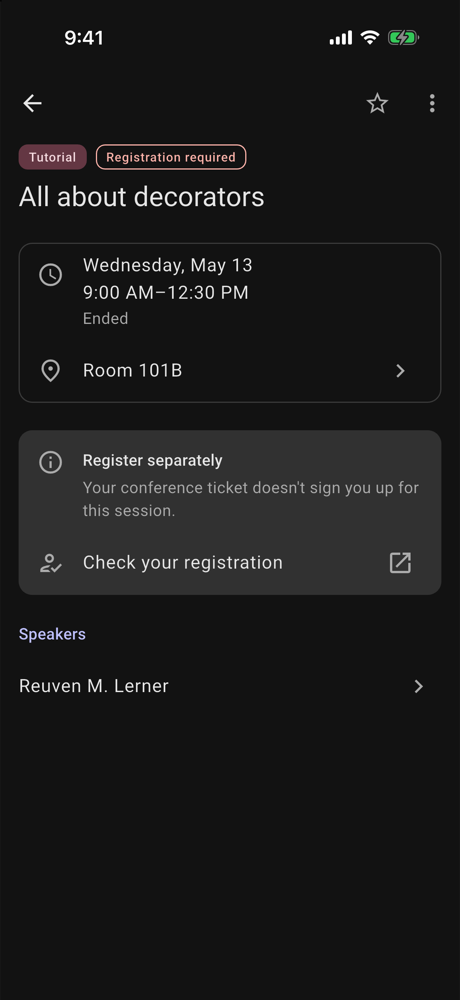 9:41
Tutorial
Registration required
All about decorators
Wednesday, May 13
9:00 AM–12:30 PM
Ended
Room 101B
Register separately
Your conference ticket doesn't sign you up for
this session.
Check your registration
Speakers
Reuven M. Lerner